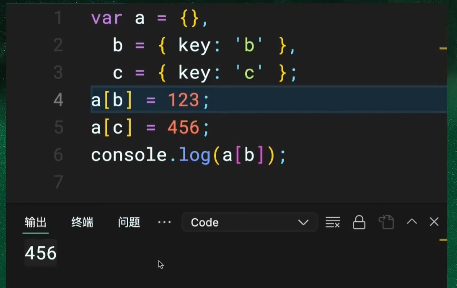 1 var a = {},
2 b = { key: 'b' },
3 c = { key: 'c' };
4 a[b] = 123;
5 a[c] = 456;
6 console.log(a[b]);
7
输出 终端 问题 ··· Code
456